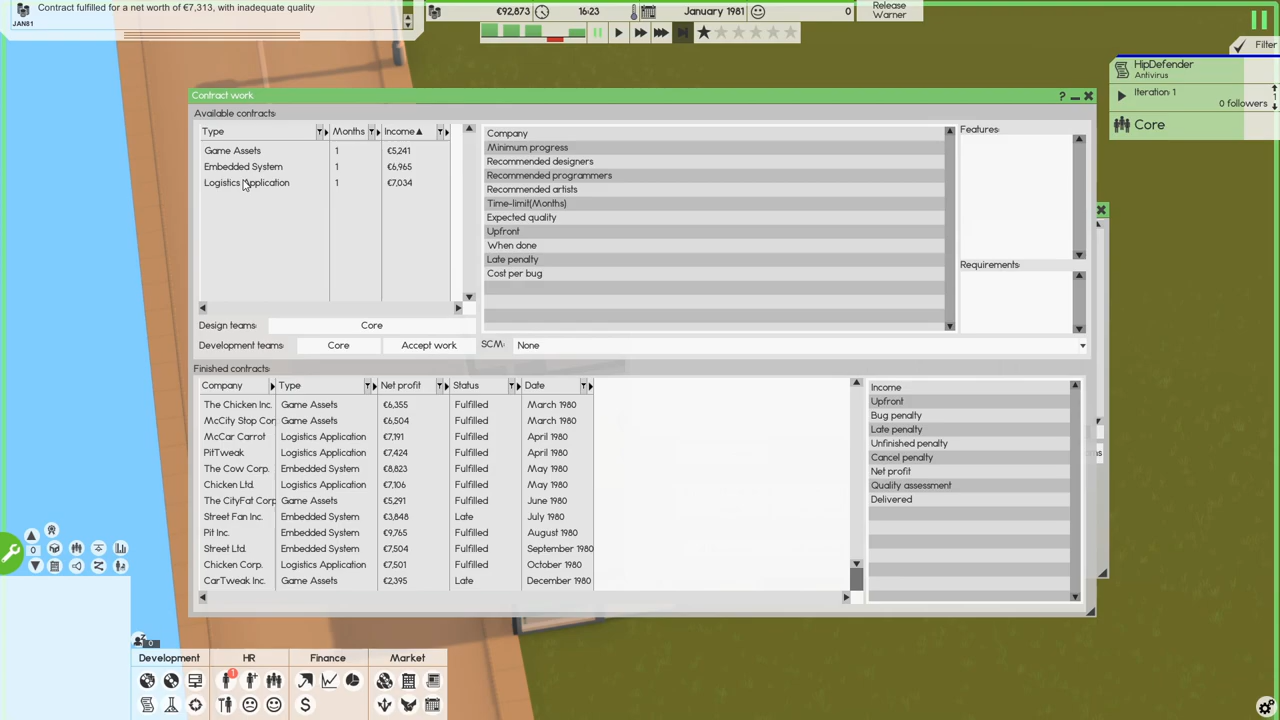 Contract fulfilled for a net worth of €7,313, with inadequate quality
JAN81
€92,873
16:23
January 1981
0
Release
Warner
Filter
HipDefender
Antivirus
Iteration: 1
1
0 followers
Core
Contract work
?
Available contracts:
Type Months Income
Game Assets 1 €5,241
Embedded System 1 €6,965
Logistics Application 1 €7,034
Company
Minimum progress
Recommended designers
Recommended programmers
Recommended artists
Time-limit(Months)
Expected quality
Upfront
When done
Late penalty
Cost per bug
Features:
Requirements:
Design teams: Core
Development teams: Core Accept work SCM: None
Finished contracts:
Company Type Net profit Status Date
The Chicken Inc. Game Assets €6,355 Fulfilled March 1980
McCity Stop Cor Game Assets €6,504 Fulfilled March 1980
McCar Carrot Logistics Application €7,191 Fulfilled April 1980
PitTweak Logistics Application €7,424 Fulfilled April 1980
The Cow Corp. Embedded System €8,823 Fulfilled May 1980
Chicken Ltd. Logistics Application €7,106 Fulfilled May 1980
The CityFat Corp Game Assets €5,291 Fulfilled June 1980
Street Fan Inc. Embedded System €3,848 Late July 1980
Pit Inc. Embedded System €9,765 Fulfilled August 1980
Street Ltd. Embedded System €7,504 Fulfilled September 1980
Chicken Corp. Logistics Application €7,501 Fulfilled October 1980
CarTweak Inc. Game Assets €2,395 Late December 1980
Income
Upfront
Bug penalty
Late penalty
Unfinished penalty
Cancel penalty
Net profit
Quality assessment
Delivered
0
0
Development HR Finance Market
1
$